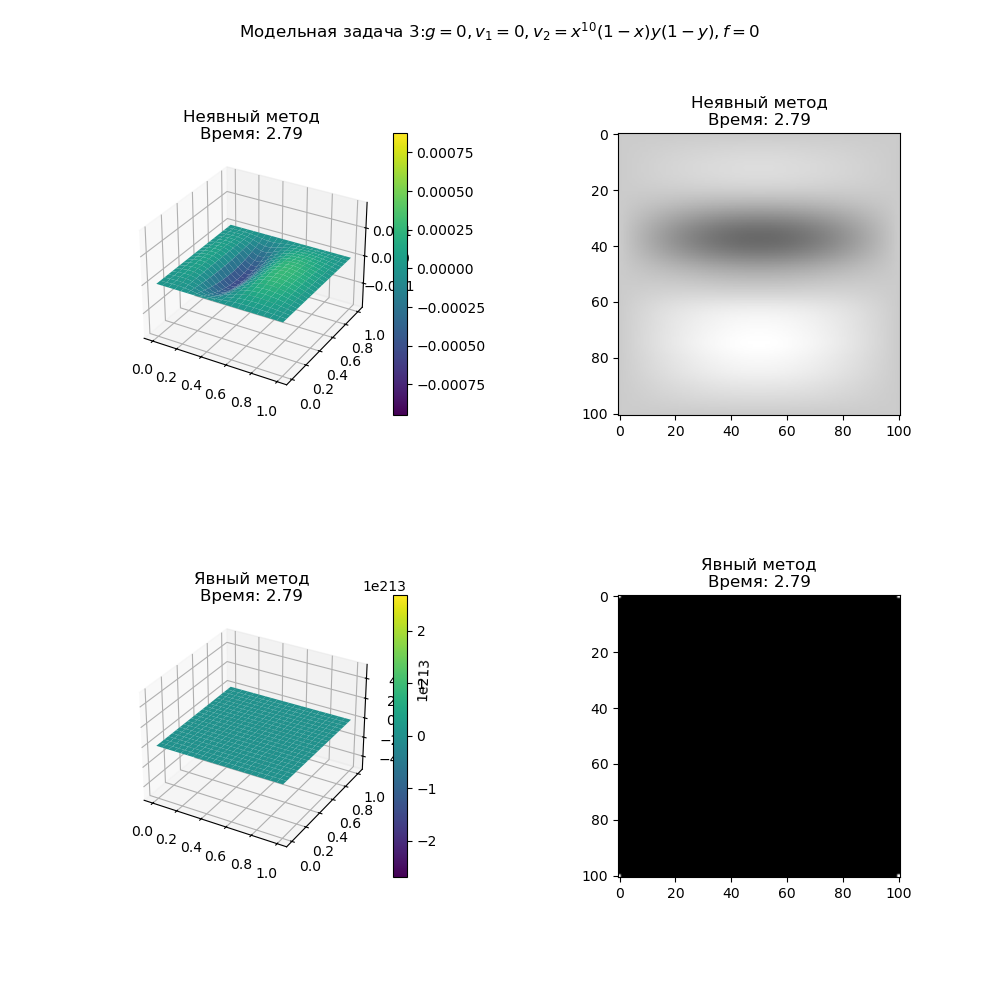 Модельная задача 3:g = 0, v₁ = 0, v₂ = x¹⁰(1 − x)y(1 − y), f = 0
Неявный метод
Время: 2.79
0.00075
0.00050
0.00025
0.00000
−0.00025
−0.00050
−0.00075
0.0 0.2 0.4 0.6 0.8 1.0
0.0 0.2 0.4 0.6 0.8 1.0
Неявный метод
Время: 2.79
0
20
40
60
80
100
0 20 40 60 80 100
Явный метод
Время: 2.79
1e213
2
0
−1
−2
1e213
0.0 0.2 0.4 0.6 0.8 1.0
0.0 0.2 0.4 0.6 0.8 1.0
Явный метод
Время: 2.79
0
20
40
60
80
100
0 20 40 60 80 100